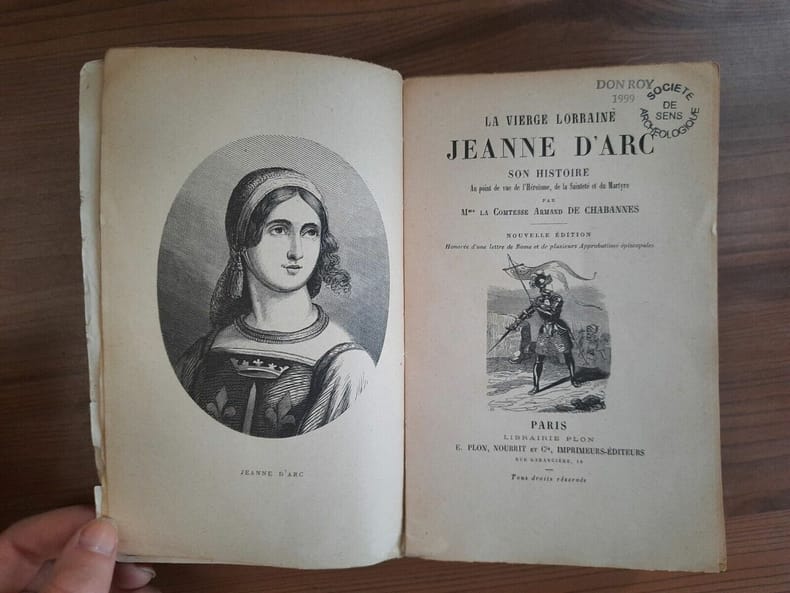 JEANNE D'ARC
DON ROY
1999
SOCIETE
DE
SENS
ARCHEOLOGIQUE
LA VIERGE LORRAINE
JEANNE D'ARC
SON HISTOIRE
Au point de vue de l'Héroïsme, de la Sainteté et du Martyre
PAR
Mme LA COMTESSE ARMAND DE CHABANNES
NOUVELLE ÉDITION
Honorée d'une lettre de Rome et de plusieurs Approbations épiscopales
PARIS
LIBRAIRIE PLON
E. PLON, NOURRIT ET Cie, IMPRIMEURS-ÉDITEURS
RUE GARANCIÈRE, 10
Tous droits réservés